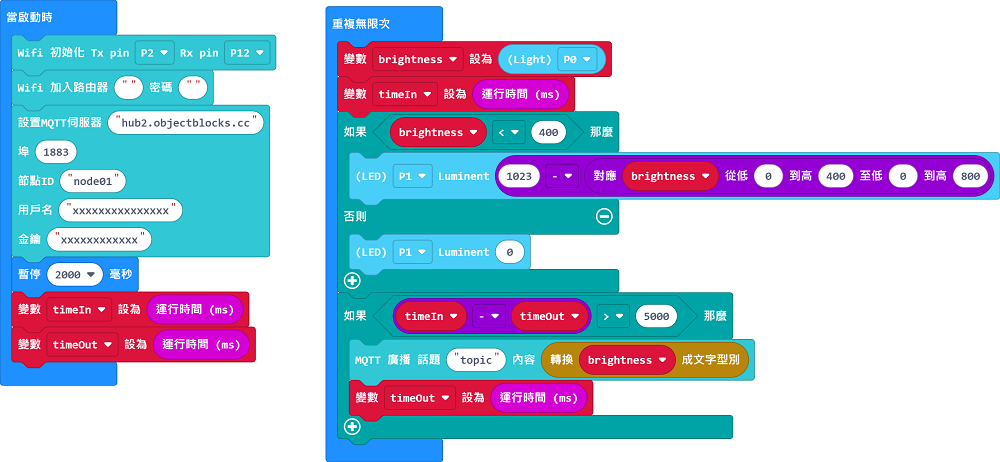 當啟動時
Wifi 初始化 Tx pin P2 Rx pin P12
Wifi 加入路由器 " " 密碼 " "
設置MQTT伺服器 "hub2.objectblocks.cc"
埠 1883
節點ID "node01"
用戶名 "xxxxxxxxxxxxxxx"
金鑰 "xxxxxxxxxxxx"
暫停 2000 毫秒
變數 timeIn 設為 運行時間 (ms)
變數 timeOut 設為 運行時間 (ms)
重複無限次
變數 brightness 設為 (Light) P0
變數 timeIn 設為 運行時間 (ms)
如果 brightness < 400 那麼
(LED) P1 Luminent 1023 - 對應 brightness 從低 0 到高 400 至低 0 到高 800
否則
(LED) P1 Luminent 0
如果 timeIn - timeOut > 5000 那麼
MQTT 廣播 話題 "topic" 內容 轉換 brightness 成文字型別
變數 timeOut 設為 運行時間 (ms)